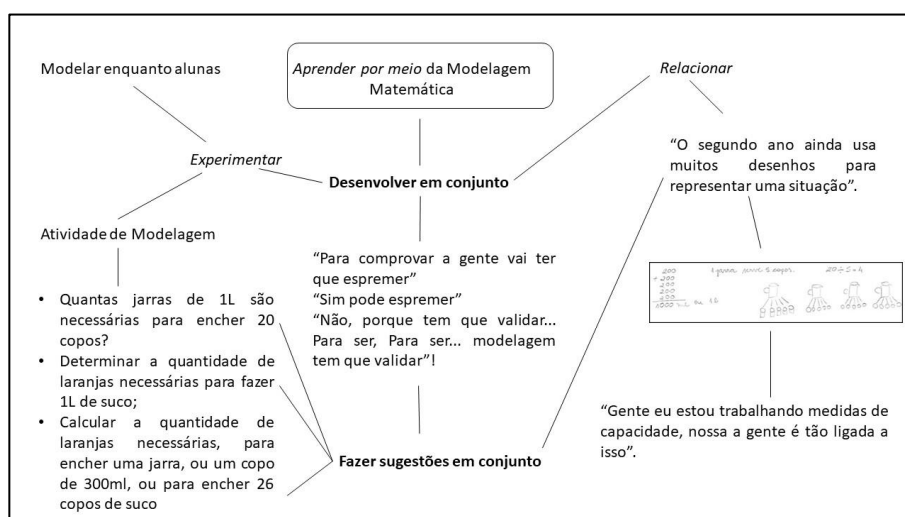 Modelar enquanto alunas
Aprender por meio da Modelagem
Matemática
Relacionar
Experimentar
Desenvolver em conjunto
"O segundo ano ainda usa
muitos desenhos para
representar uma situação".
Atividade de Modelagem
• Quantas jarras de 1L são
necessárias para encher 20
copos?
• Determinar a quantidade de
laranjas necessárias para fazer
1L de suco;
• Calcular a quantidade de
laranjas necessárias, para
encher uma jarra, ou um copo
de 300ml, ou para encher 26
copos de suco
"Para comprovar a gente vai ter
que espremer"
"Sim pode espremer"
"Não, porque tem que validar...
Para ser, Para ser... modelagem
tem que validar"!
Fazer sugestões em conjunto
200
+ 200
200
200
20÷5=4
"Gente eu estou trabalhando medidas de
capacidade, nossa a gente é tão ligada a
isso".